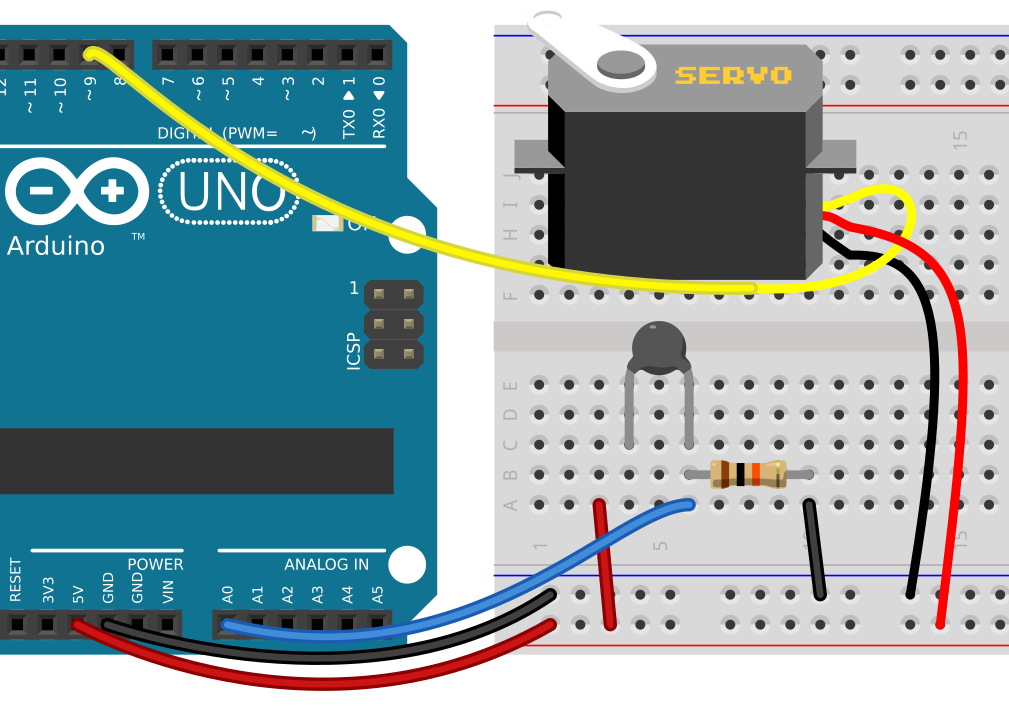 12
~11
~10
~9
8
7
~6
~5
4
~3
2
TX0▶1
RX0◀0
DIGITAL (PWM= ~)
SERVO
UNO
Arduino
TM
ON
1
ICSP
15
J
I
H
F
E
D
C
B
A
1
5
10
15
POWER
ANALOG IN
RESET
3V3
5V
GND
GND
VIN
A0
A1
A2
A3
A4
A5